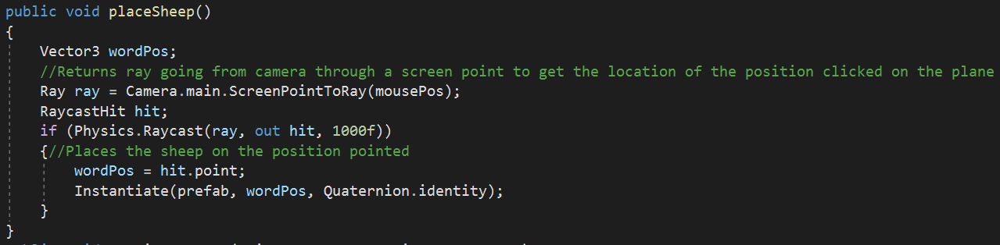 public void placeSheep()
{
Vector3 wordPos;
//Returns ray going from camera through a screen point to get the location of the position clicked on the plane
Ray ray = Camera.main.ScreenPointToRay(mousePos);
RaycastHit hit;
if (Physics.Raycast(ray, out hit, 1000f))
{//Places the sheep on the position pointed
wordPos = hit.point;
Instantiate(prefab, wordPos, Quaternion.identity);
}
}